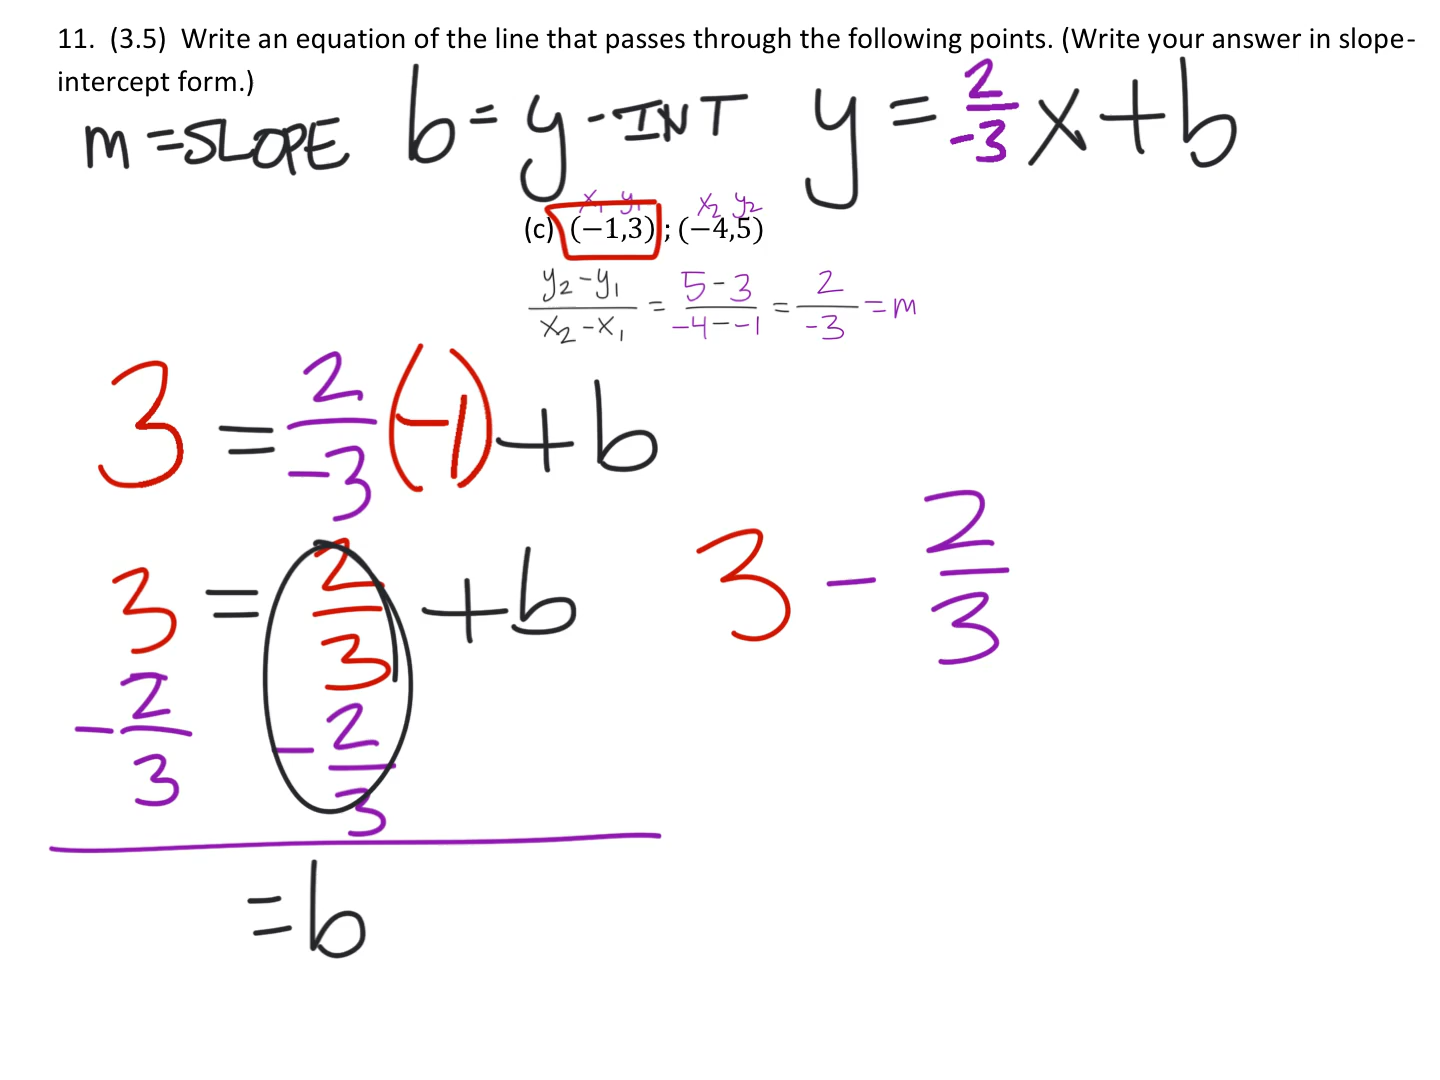 11. (3.5) Write an equation of the line that passes through the following points. (Write your answer in slope-
intercept form.)
m = SLOPE b = y-INT y = 2/-3 x + b
x₁ y₁ x₂ y₂
(c) (−1,3) ; (−4,5)
y₂ - y₁ / x₂ - x₁ = 5 - 3 / -4 - -1 = 2 / -3 = m
3 = 2/-3 (-1) + b
3 = 2/3 + b 3 - 2/3
- 2/3 - 2/3
= b